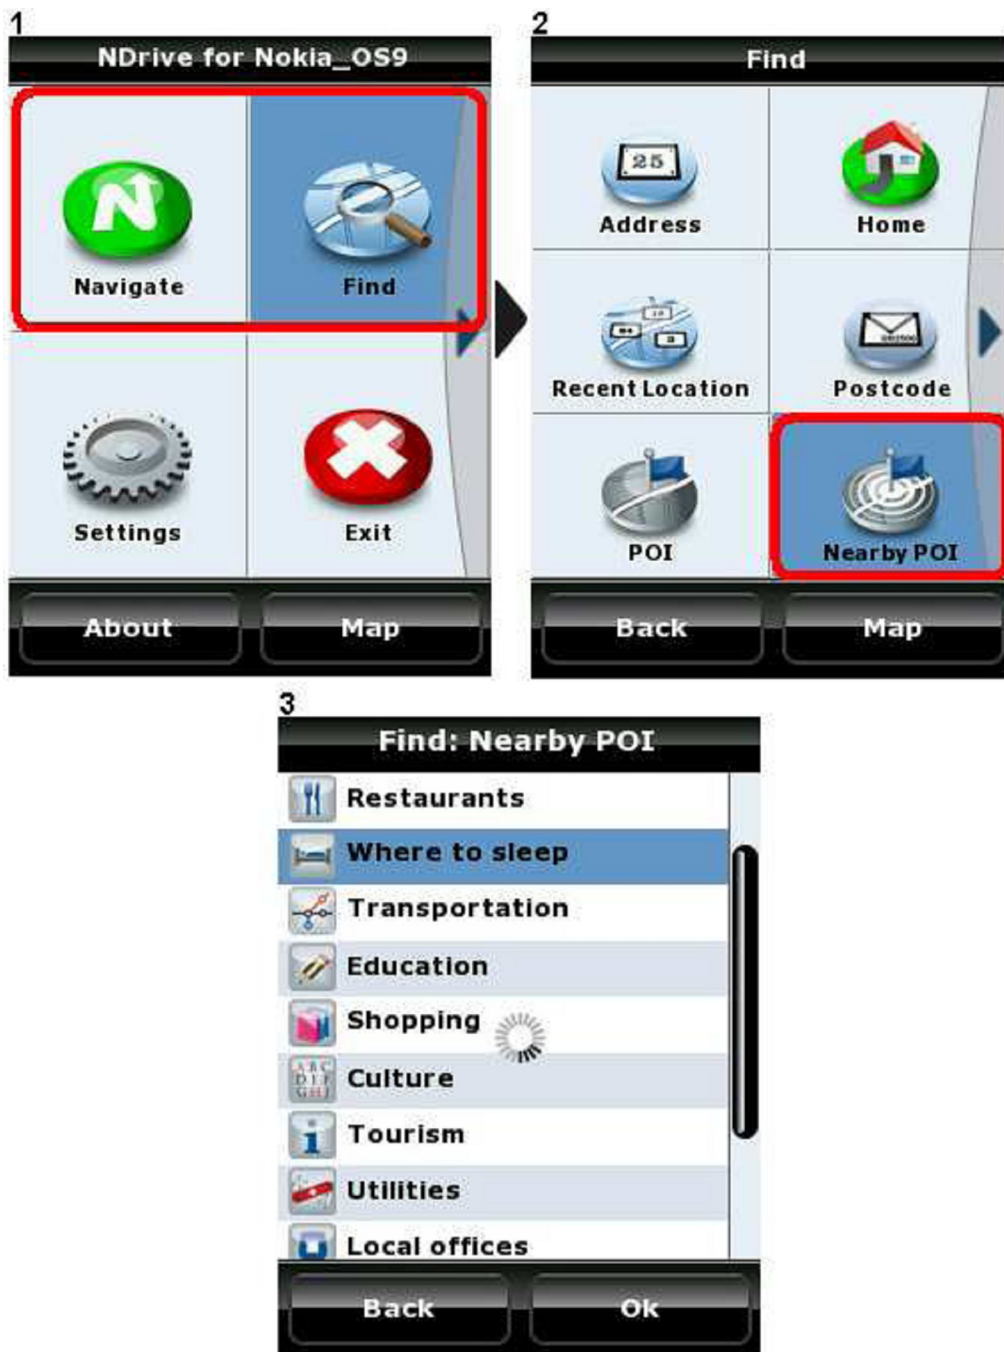 1
NDrive for Nokia_OS9
Navigate Find
Settings Exit
About Map
2
Find
25
Address Home
Recent Location Postcode
POI Nearby POI
Back Map
3
Find: Nearby POI
Restaurants
Where to sleep
Transportation
Education
Shopping
Culture
Tourism
Utilities
Local offices
Back Ok